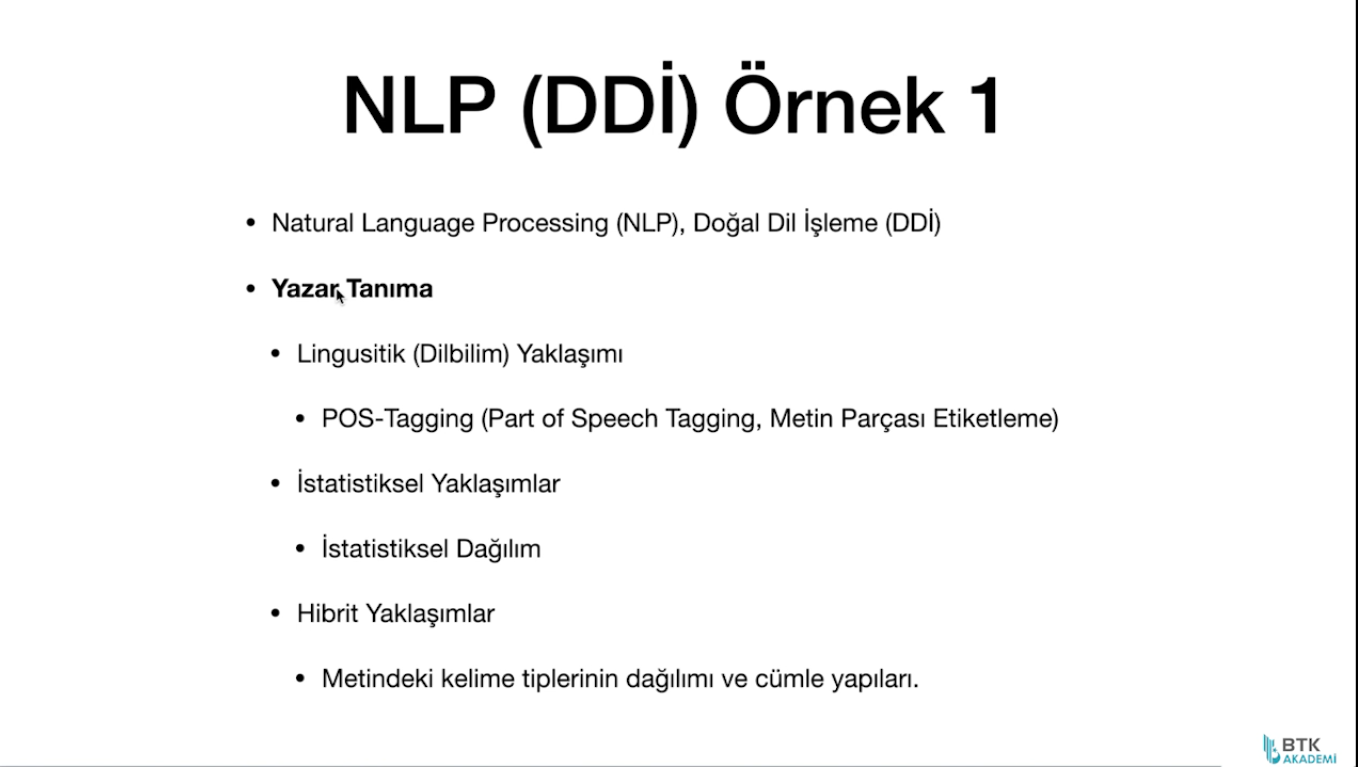 NLP (DDİ) Örnek 1
• Natural Language Processing (NLP), Doğal Dil İşleme (DDİ)
• Yazar Tanıma
• Lingusitik (Dilbilim) Yaklaşımı
• POS-Tagging (Part of Speech Tagging, Metin Parçası Etiketleme)
• İstatistiksel Yaklaşımlar
• İstatistiksel Dağılım
• Hibrit Yaklaşımlar
• Metindeki kelime tiplerinin dağılımı ve cümle yapıları.
BTK
AKADEMİ